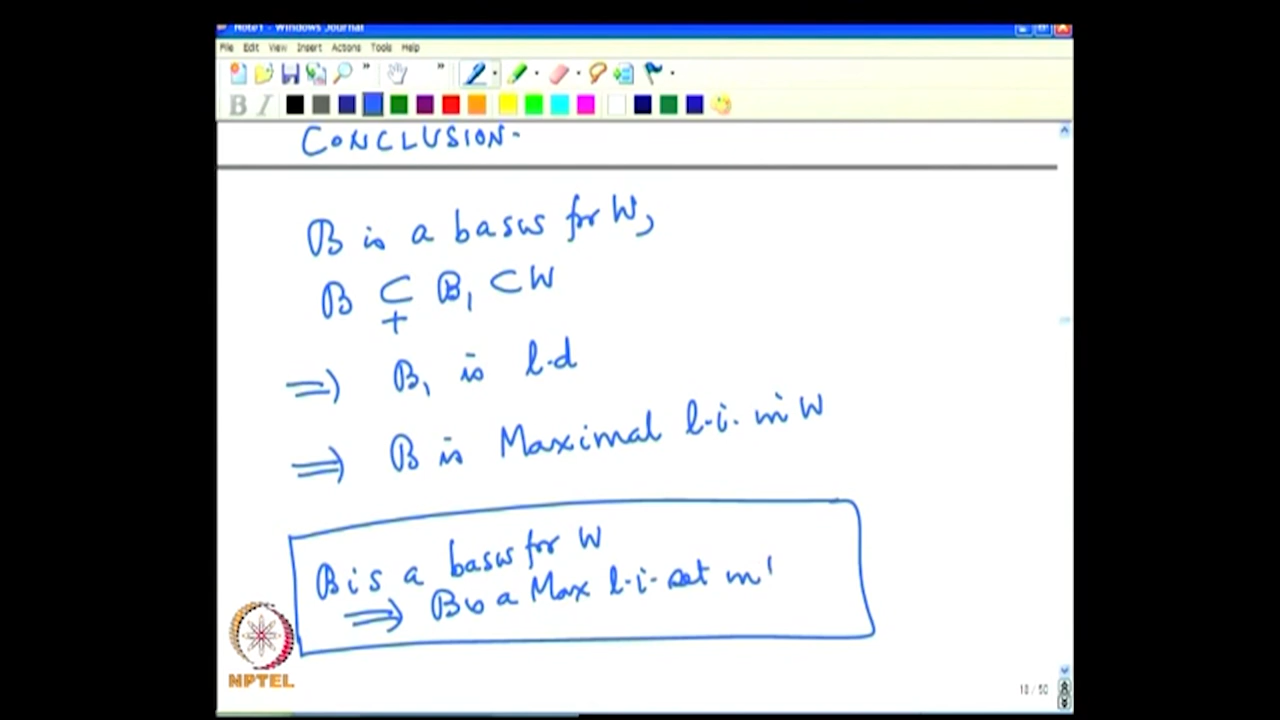 Note1 - Windows Journal
File Edit View Insert Actions Tools Help
B I
CONCLUSION.
B is a basis for W,
B ⊊ B₁ ⊂ W
⇒ B₁ is l.d
⇒ B is Maximal l.i. in W
B is a basis for W
⇒ B is a Max l.i. set in
NPTEL
18 / 50